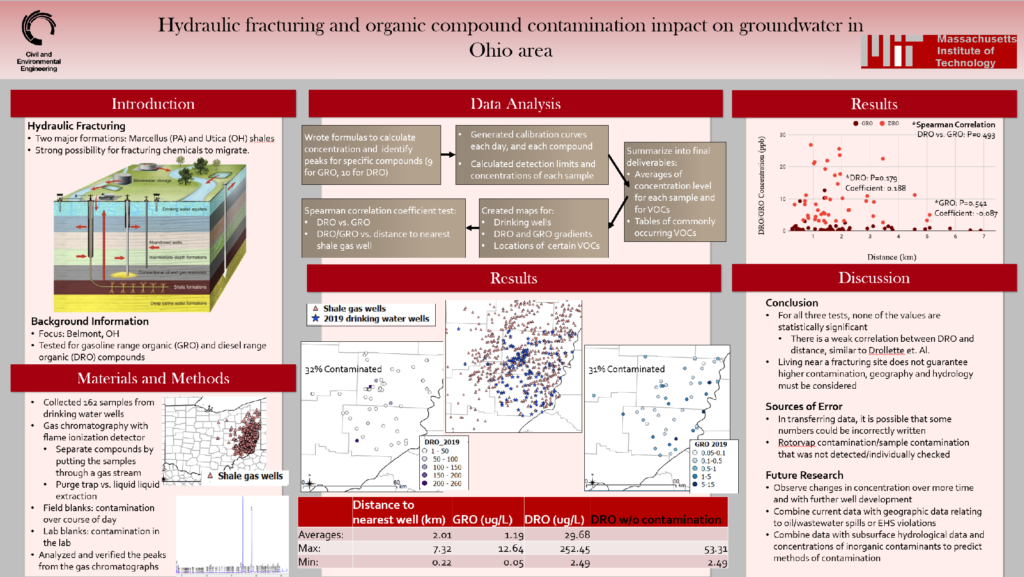 Hydraulic fracturing and organic compound contamination impact on groundwater in
Ohio area
Civil and
Environmental
Engineering
Massachusetts
Institute of
Technology
Introduction
Hydraulic Fracturing
• Two major formations: Marcellus (PA) and Utica (OH) shales
• Strong possibility for fracturing chemicals to migrate.
Drinking water aquifers
Intermediate-depth formations
Conventional oil and gas resources
Shale formations
Deep brine water formations
Background Information
• Focus: Belmont, OH
• Tested for gasoline range organic (GRO) and diesel range
organic (DRO) compounds
Materials and Methods
• Collected 162 samples from
drinking water wells
• Gas chromatography with
flame ionization detector
• Separate compounds by
putting the samples
through a gas stream
• Purge trap vs. liquid liquid
extraction
• Field blanks: contamination
over course of day
• Lab blanks: contamination in
the lab
• Analyzed and verified the peaks
from the gas chromatographs
Shale gas wells
Data Analysis
Wrote formulas to calculate
concentration and identify
peaks for specific compounds (9
for GRO, 10 for DRO)
• Generated calibration curves
each day, and each compound
• Calculated detection limits and
concentrations of each sample
Summarize into final
deliverables:
• Averages of
concentration level
for each sample and
for VOCs
• Tables of commonly
occurring VOCs
Spearman correlation coefficient test:
• DRO vs. GRO
• DRO/GRO vs. distance to nearest
shale gas well
Created maps for:
• Drinking wells
• DRO and GRO gradients
• Locations of certain VOCs
Results
Shale gas wells
2019 drinking water wells
32% Contaminated
DRO_2019
1 - 50
50 - 100
100 - 150
150 - 200
200 - 260
31% Contaminated
GRO 2019
0.05-0.1
0.1-0.5
0.5-1
1-5
5-15
Distance to
nearest well (km) GRO (ug/L) DRO (ug/L) DRO w/o contamination
Averages: 2.01 1.19 29.68
Max: 7.32 12.64 252.45 53.31
Min: 0.22 0.05 2.49 2.49
Results
GRO DRO
*Spearman Correlation
DRO vs. GRO: P=0.493
*DRO: P=0.179
Coefficient: 0.188
*GRO: P=0.541
Coefficient: -0.087
DRO/GRO Concentration (ppb)
30
20
10
0
1 2 3 4 5 6 7
Distance (km)
Discussion
Conclusion
• For all three tests, none of the values are
statistically significant
• There is a weak correlation between DRO and
distance, similar to Drollette et. Al.
• Living near a fracturing site does not guarantee
higher contamination, geography and hydrology
must be considered
Sources of Error
• In transferring data, it is possible that some
numbers could be incorrectly written
• Rotorvap contamination/sample contamination
that was not detected/individually checked
Future Research
• Observe changes in concentration over more time
and with further well development
• Combine current data with geographic data relating
to oil/wastewater spills or EHS violations
• Combine data with subsurface hydrological data and
concentrations of inorganic contaminants to predict
methods of contamination